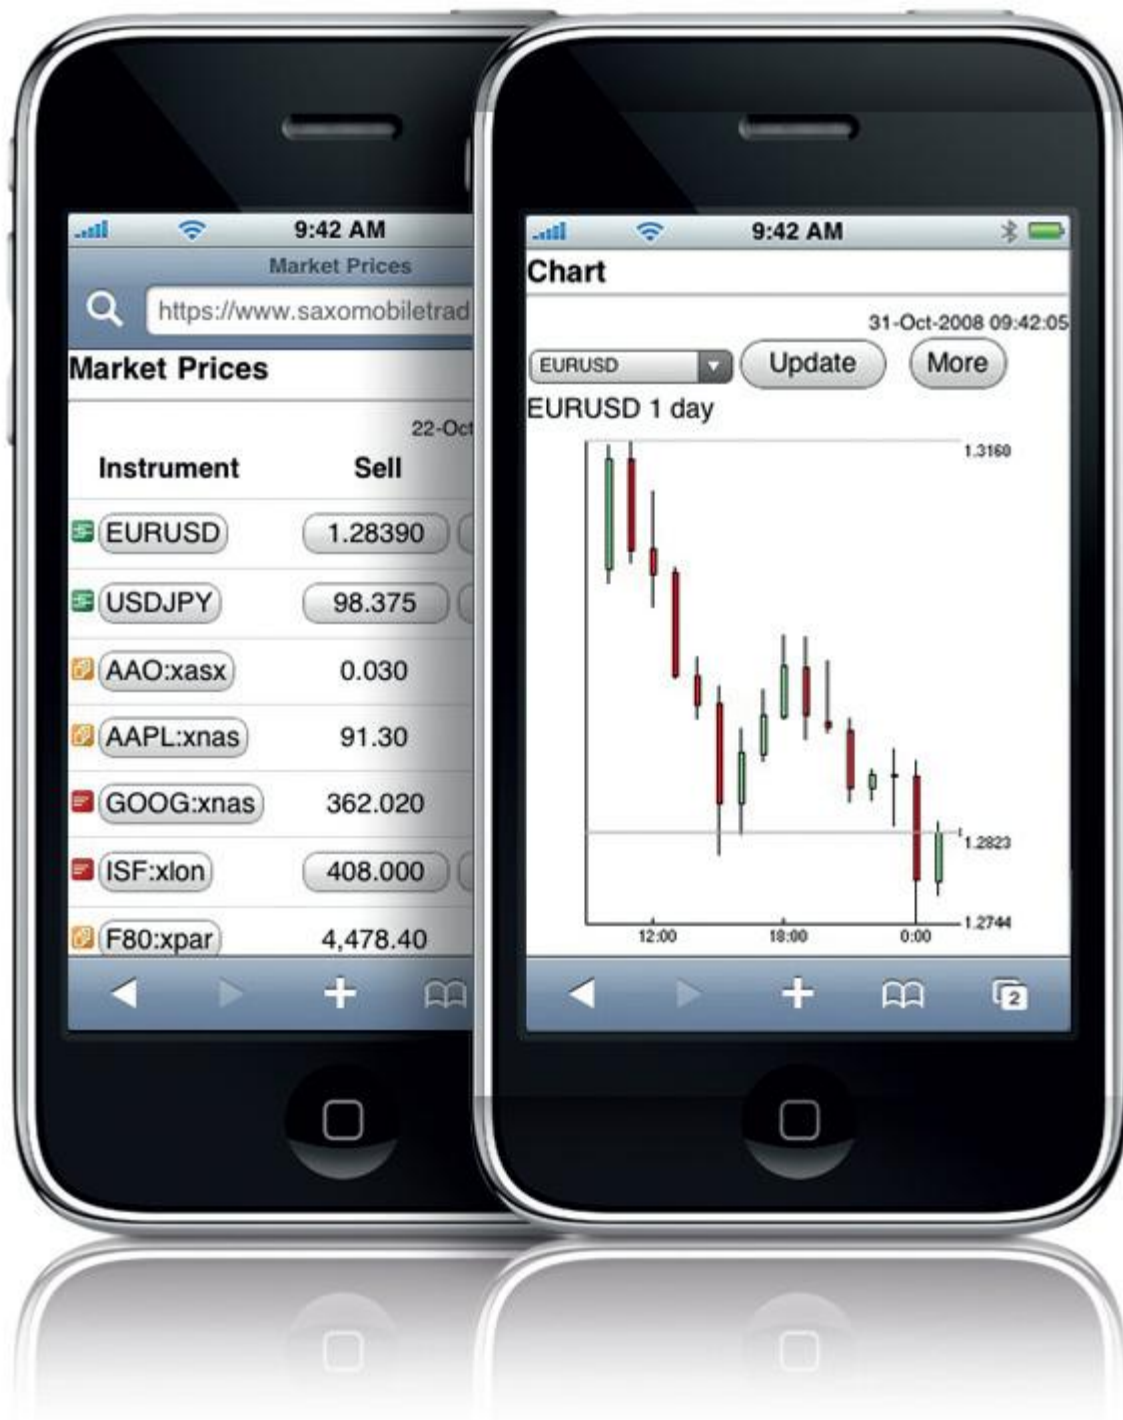 9:42 AM
Market Prices
https://www.saxomobiletrad
Market Prices
22-Oct
Instrument Sell
EURUSD 1.28390
USDJPY 98.375
AAO:xasx 0.030
AAPL:xnas 91.30
GOOG:xnas 362.020
ISF:xlon 408.000
F80:xpar 4,478.40
9:42 AM
Chart
31-Oct-2008 09:42:05
EURUSD Update More
EURUSD 1 day
1.3160
1.2823
1.2744
12:00 18:00 0:00
2